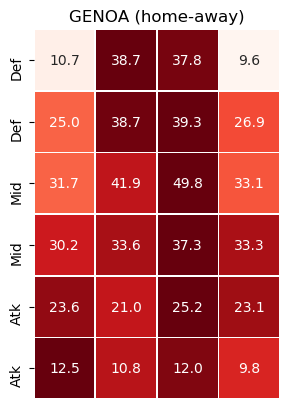 GENOA (home-away)
Def 10.7 38.7 37.8 9.6
Def 25.0 38.7 39.3 26.9
Mid 31.7 41.9 49.8 33.1
Mid 30.2 33.6 37.3 33.3
Atk 23.6 21.0 25.2 23.1
Atk 12.5 10.8 12.0 9.8